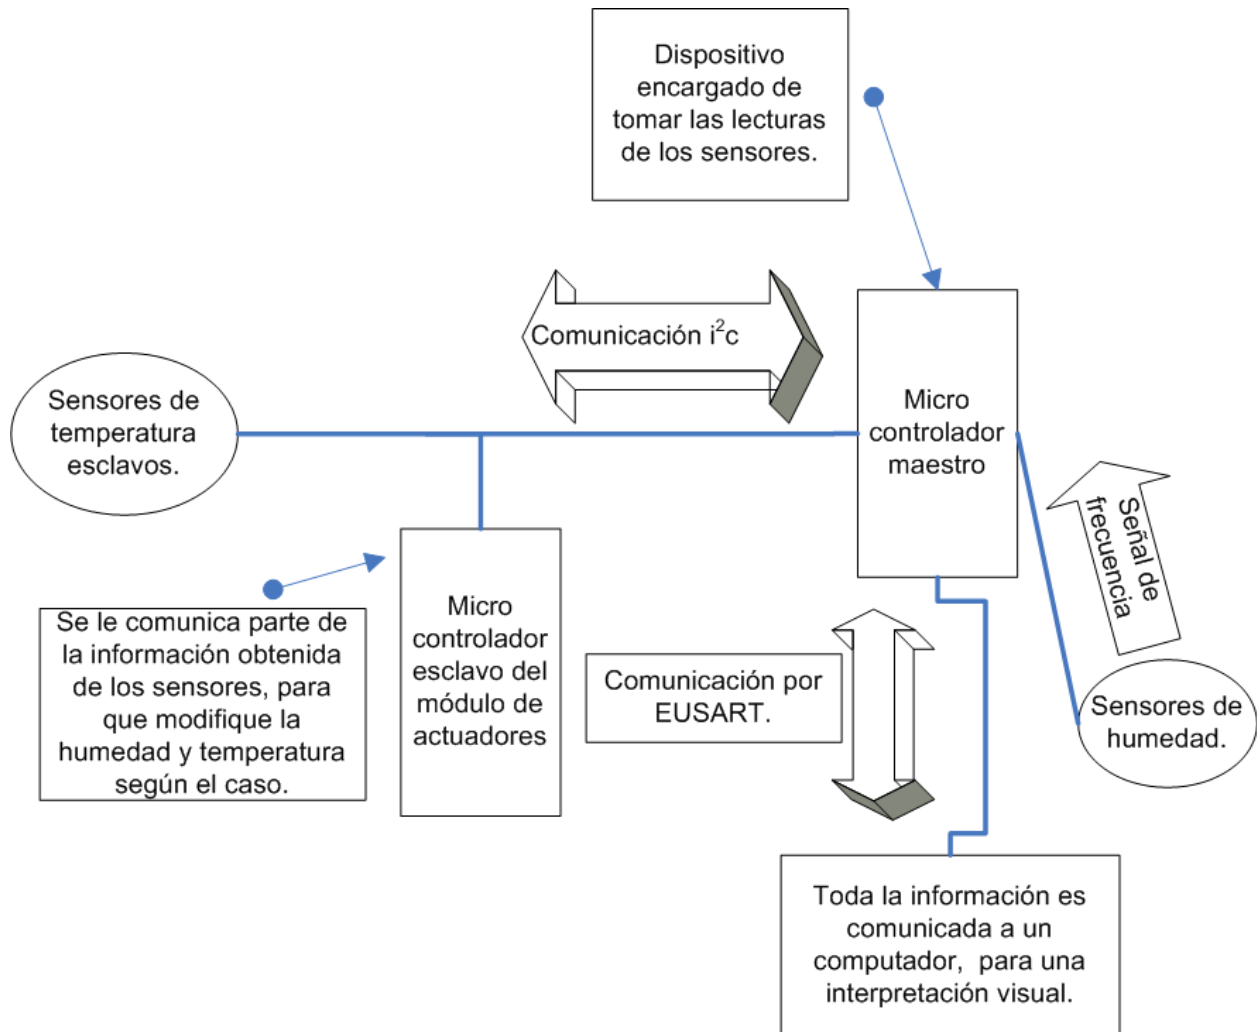 Dispositivo
encargado de
tomar las lecturas
de los sensores.
Comunicación i²c
Sensores de
temperatura
esclavos.
Micro
controlador
maestro
Señal de
frecuencia
Micro
controlador
esclavo del
módulo de
actuadores
Se le comunica parte de
la información obtenida
de los sensores, para
que modifique la
humedad y temperatura
según el caso.
Comunicación por
EUSART.
Sensores de
humedad.
Toda la información es
comunicada a un
computador, para una
interpretación visual.